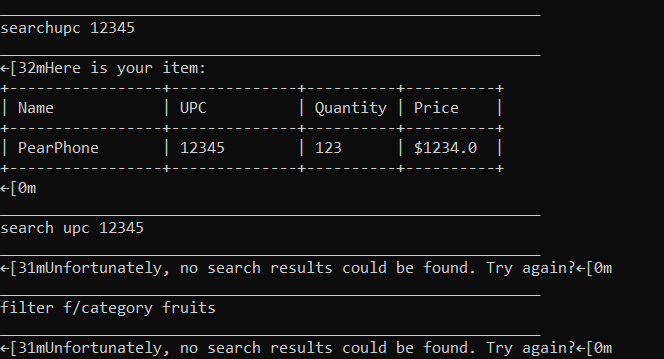 searchupc 12345
←[32mHere is your item:
+-----------------+--------------+----------+----------+
| Name            | UPC          | Quantity | Price    |
+-----------------+--------------+----------+----------+
| PearPhone       | 12345        | 123      | $1234.0  |
+-----------------+--------------+----------+----------+
←[0m
search upc 12345
←[31mUnfortunately, no search results could be found. Try again?←[0m
filter f/category fruits
←[31mUnfortunately, no search results could be found. Try again?←[0m